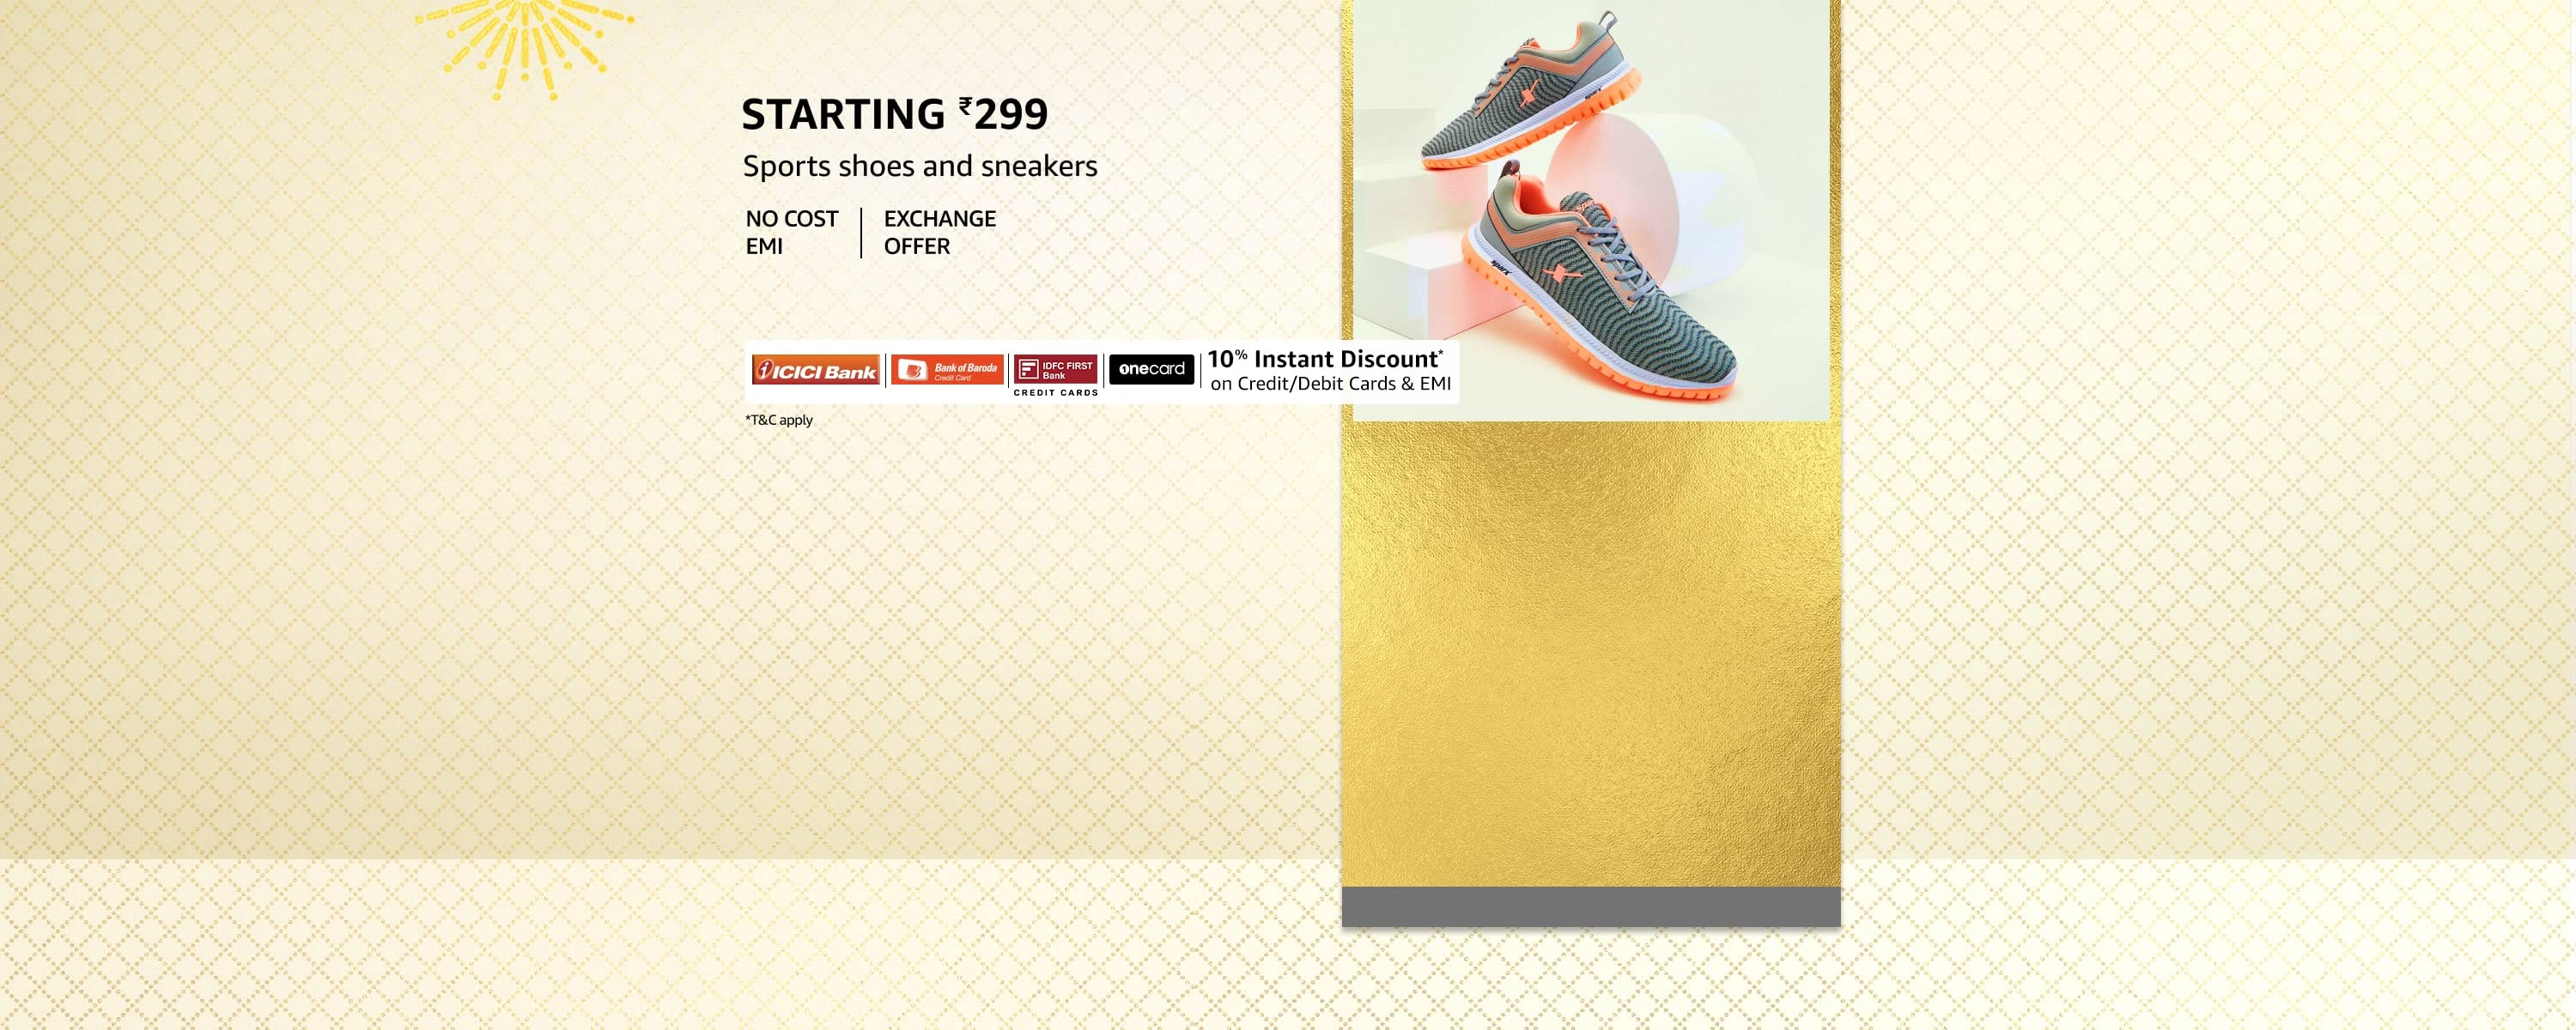 STARTING ₹299
Sports shoes and sneakers
NO COST
EMI
EXCHANGE
OFFER
ICICI Bank
Bank of Baroda
Credit Card
IDFC FIRST
Bank
CREDIT CARDS
onecard
10% Instant Discount*
on Credit/Debit Cards & EMI
*T&C apply
sparx
sparx